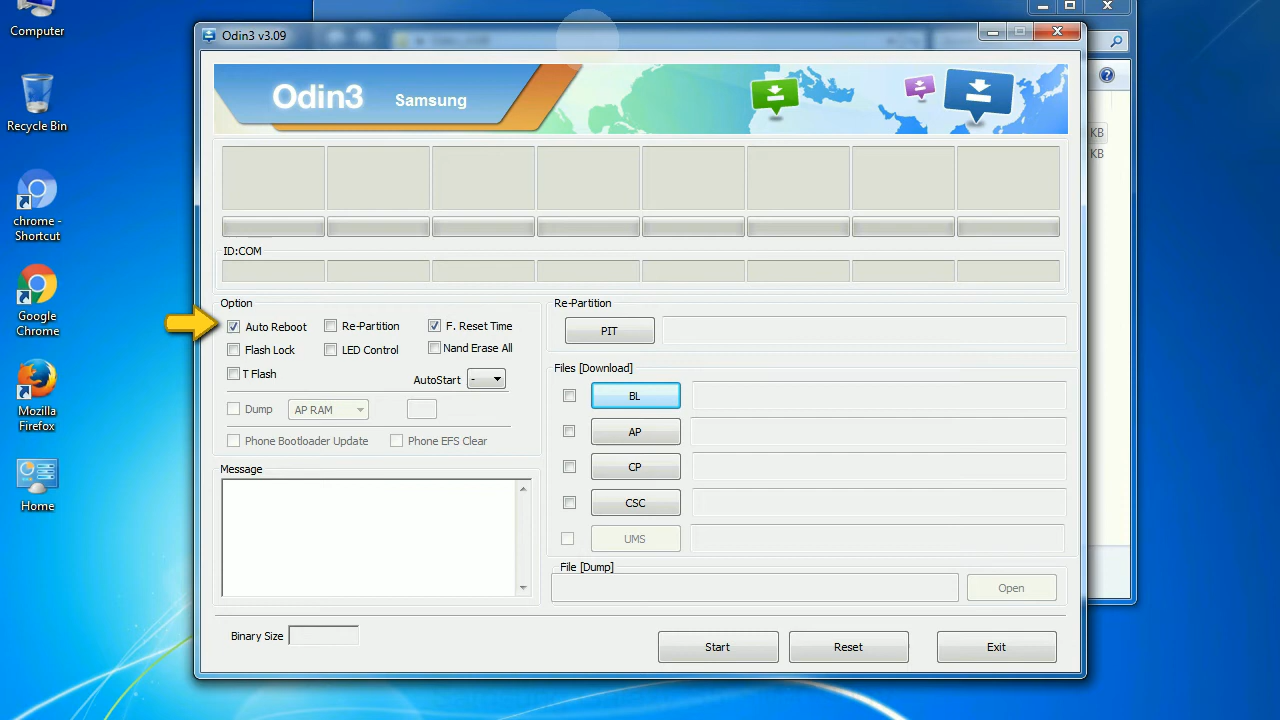 Computer
Recycle Bin
chrome -
Shortcut
Google
Chrome
Mozilla
Firefox
Home
Odin3 v3.09
Odin3 Samsung
KB
KB
ID:COM
Option
Auto Reboot
Re-Partition
F. Reset Time
Flash Lock
LED Control
Nand Erase All
T Flash
AutoStart -
Dump AP RAM
Phone Bootloader Update
Phone EFS Clear
Message
Re-Partition
PIT
Files [Download]
BL
AP
CP
CSC
UMS
File [Dump]
Open
Binary Size
Start
Reset
Exit